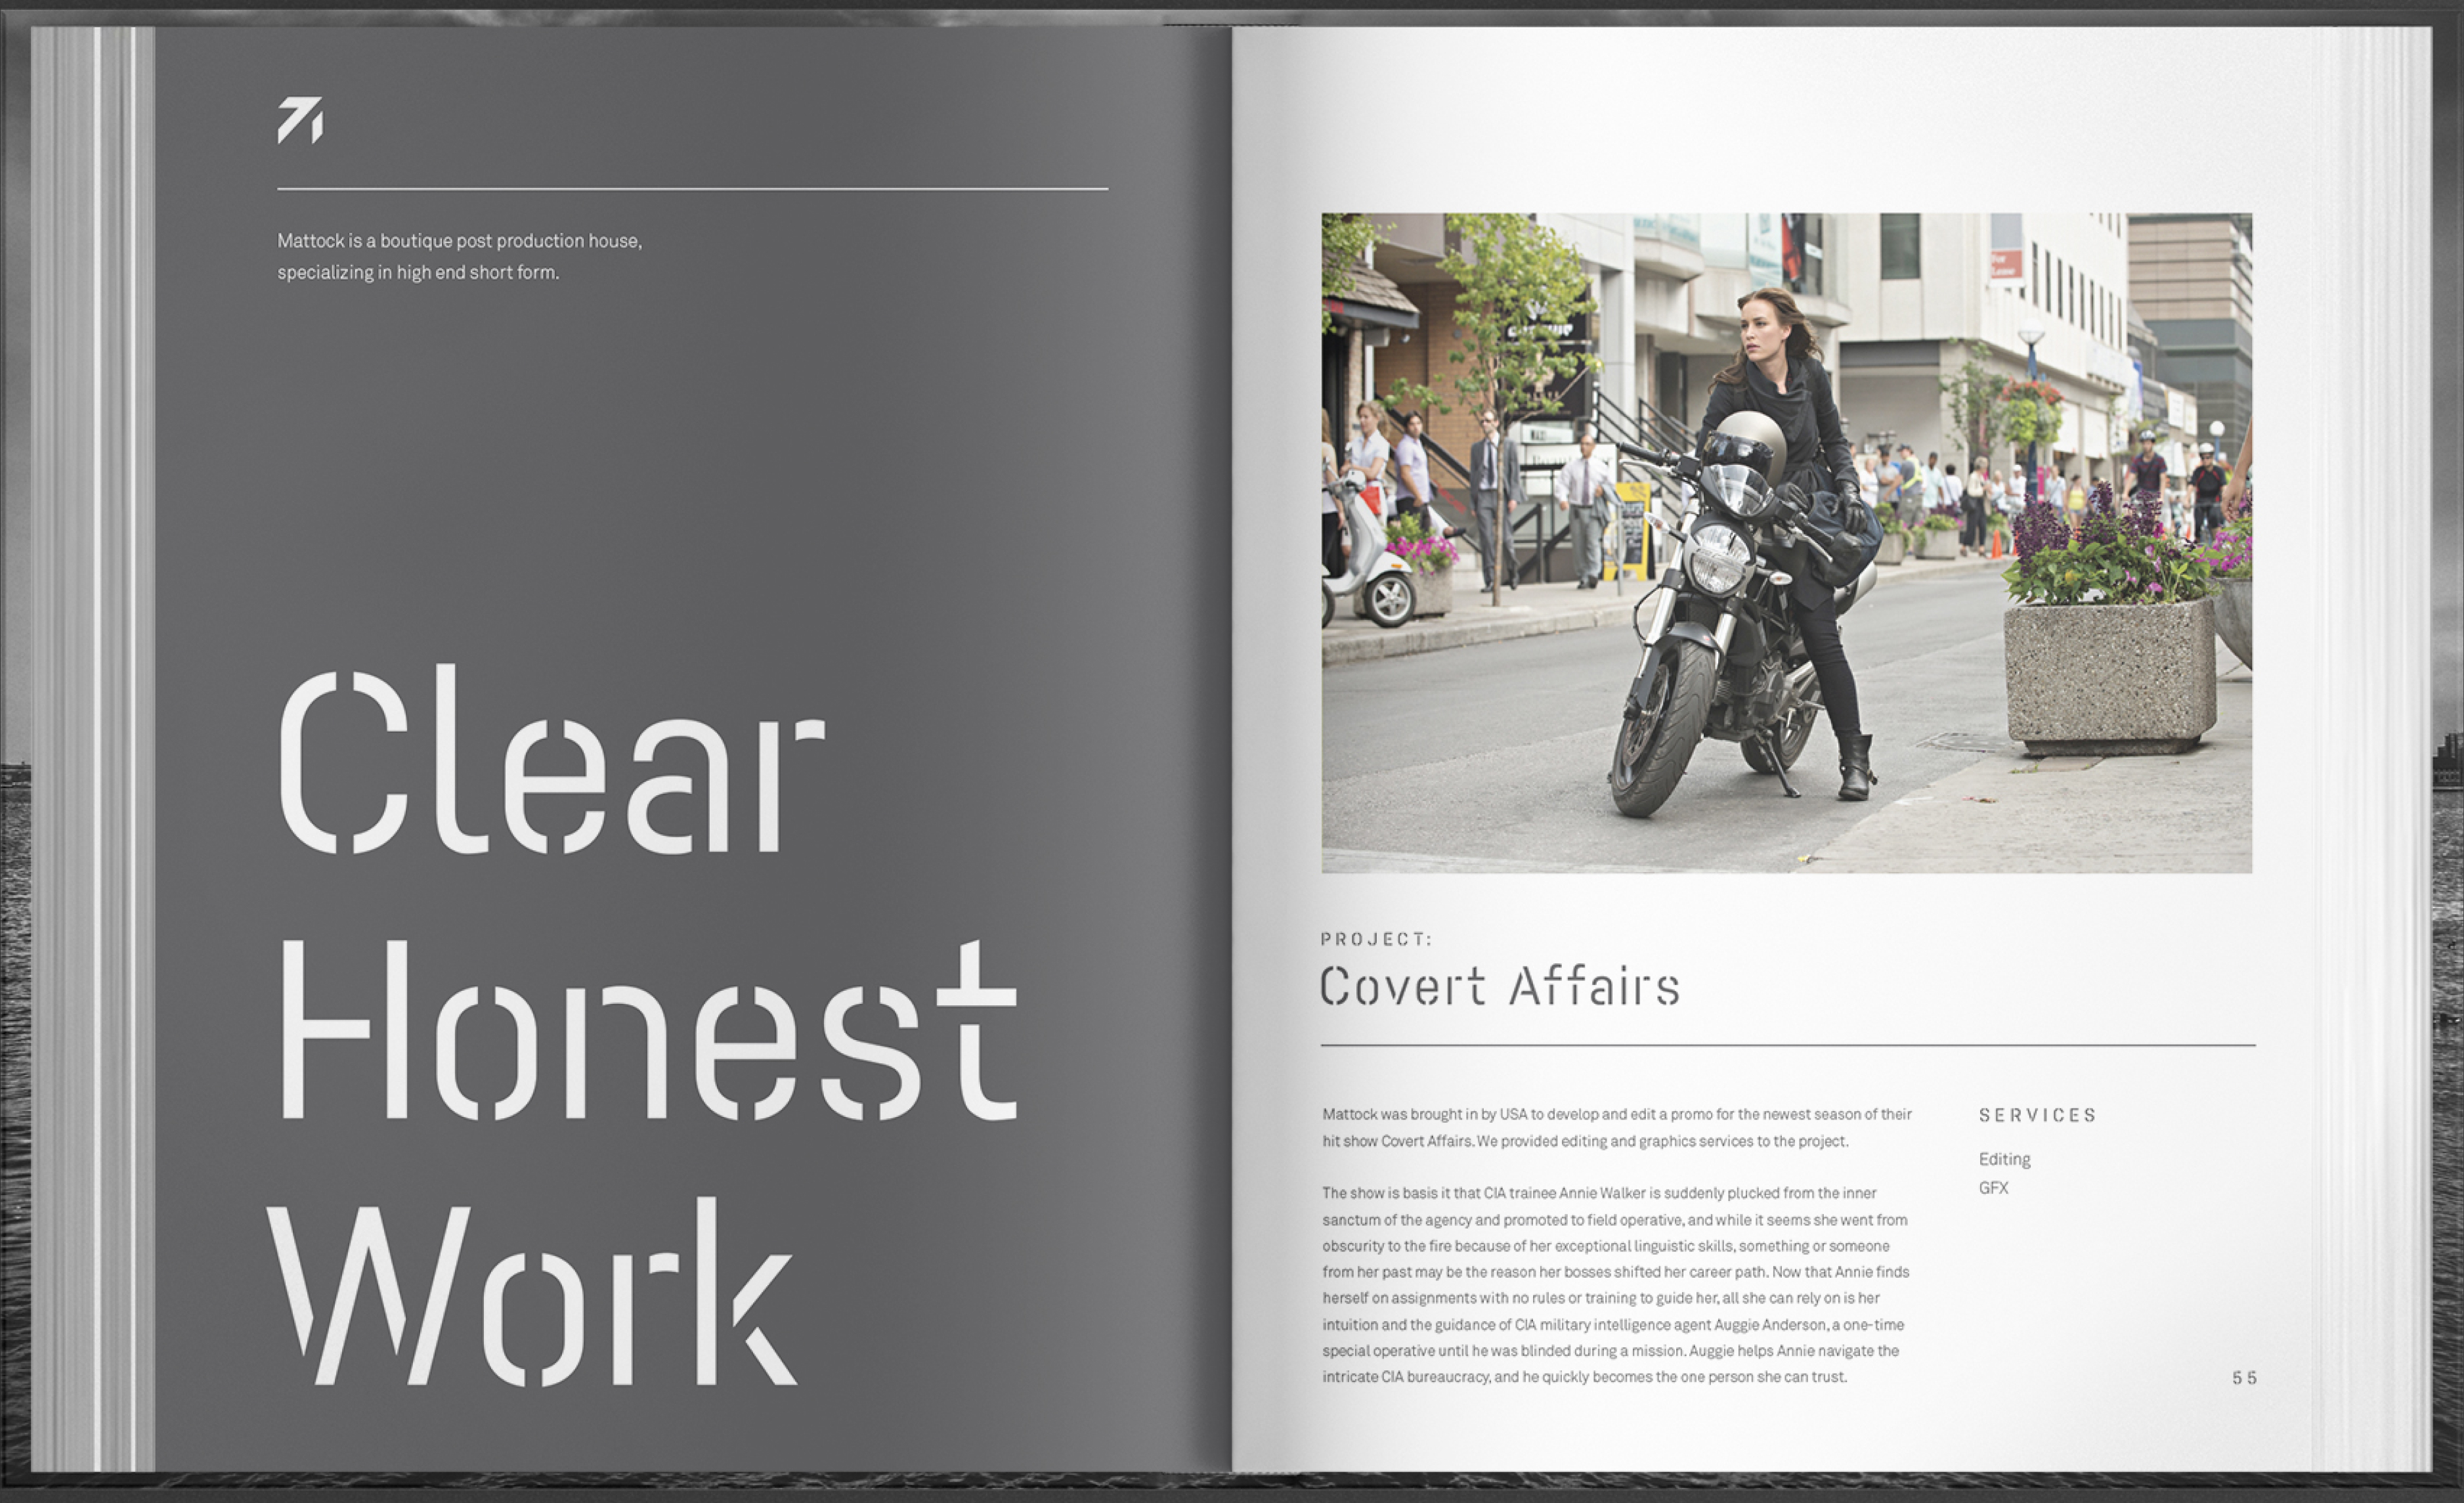 Mattock is a boutique post production house,
specializing in high end short form.
Clear
Honest
Work
For
Lease
PROJECT:
Covert Affairs
Mattock was brought in by USA to develop and edit a promo for the newest season of their
hit show Covert Affairs. We provided editing and graphics services to the project.
The show is basis it that CIA trainee Annie Walker is suddenly plucked from the inner
sanctum of the agency and promoted to field operative, and while it seems she went from
obscurity to the fire because of her exceptional linguistic skills, something or someone
from her past may be the reason her bosses shifted her career path. Now that Annie finds
herself on assignments with no rules or training to guide her, all she can rely on is her
intuition and the guidance of CIA military intelligence agent Auggie Anderson, a one-time
special operative until he was blinded during a mission. Auggie helps Annie navigate the
intricate CIA bureaucracy, and he quickly becomes the one person she can trust.
SERVICES
Editing
GFX
55